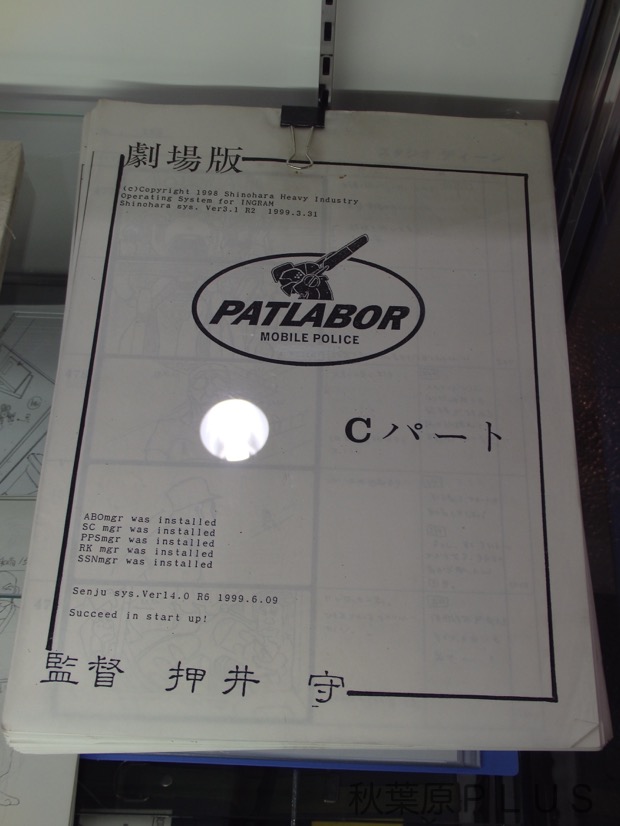 劇場版
(c)Copyright 1998 Shinohara Heavy Industry
Operating System for INGRAM
Shinohara sys. Ver3.1 R2 1999.3.31
PATLABOR
MOBILE POLICE
Cパート
ABOmgr was installed
SC mgr was installed
PPSmgr was installed
RK mgr was installed
SSNmgr was installed
Senju sys.Ver14.0 R6 1999.6.09
Succeed in start up!
監督 押井 守
秋葉原PLUS